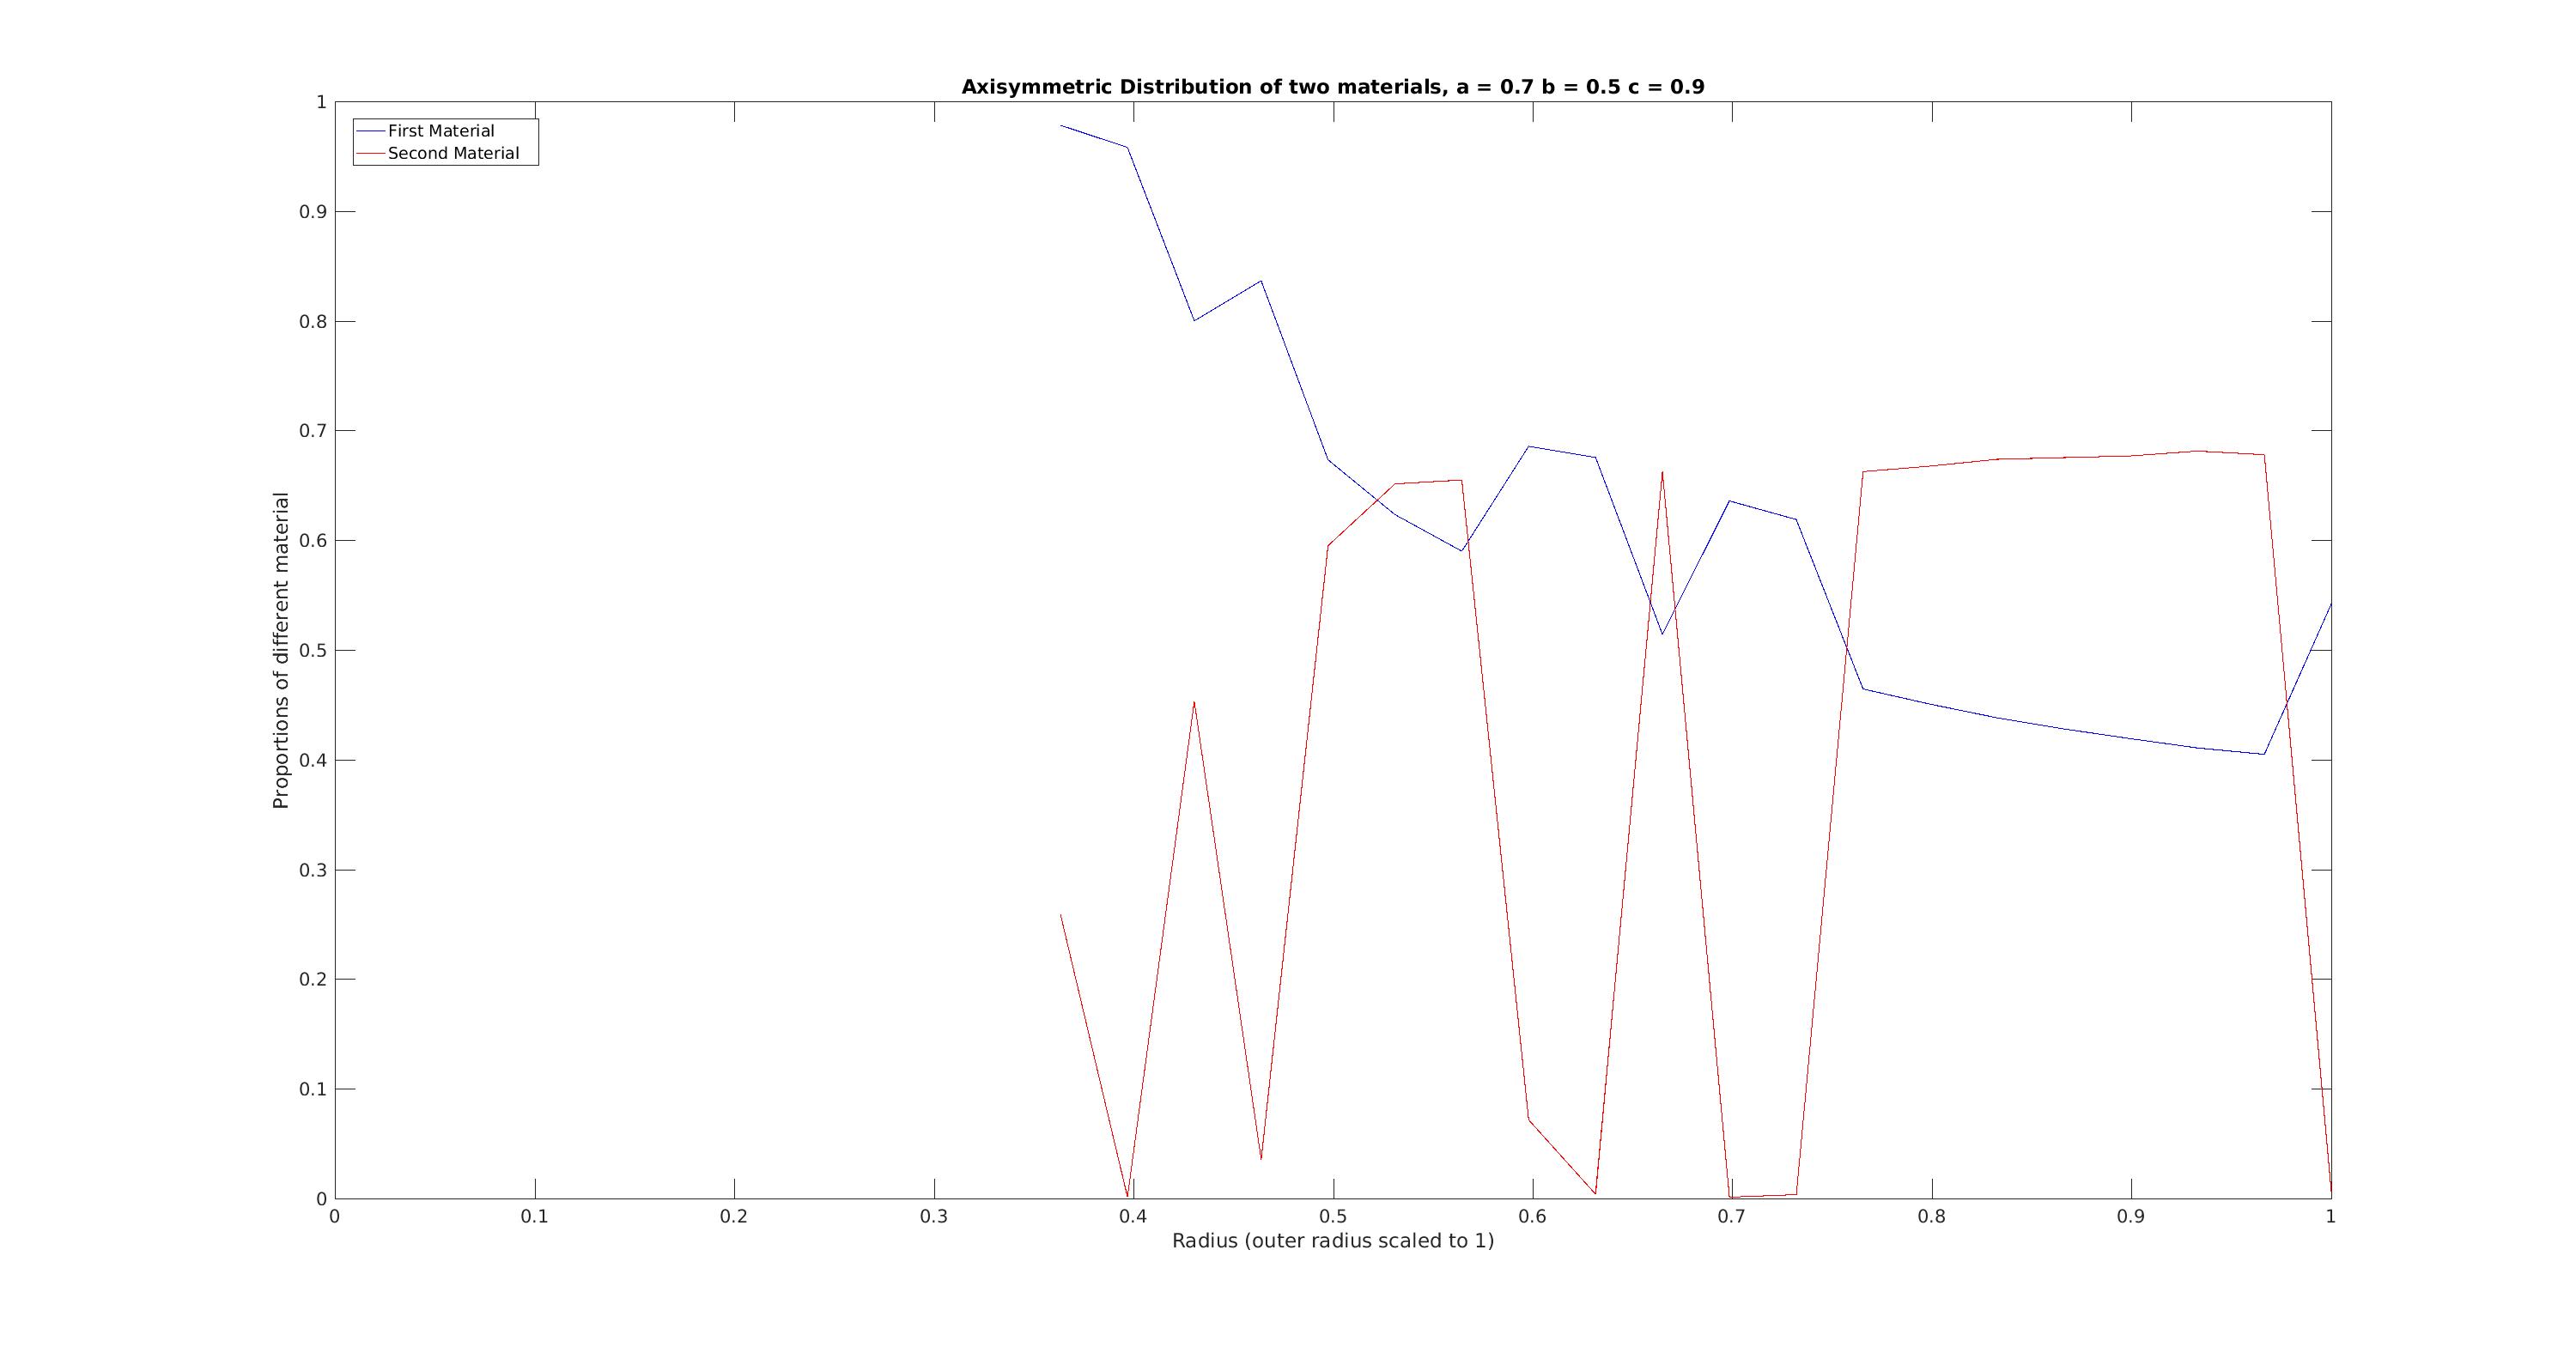 Axisymmetric Distribution of two materials, a = 0.7 b = 0.5 c = 0.9
First Material
Second Material
Proportions of different material
1
0.9
0.8
0.7
0.6
0.5
0.4
0.3
0.2
0.1
0
0 0.1 0.2 0.3 0.4 0.5 0.6 0.7 0.8 0.9 1
Radius (outer radius scaled to 1)